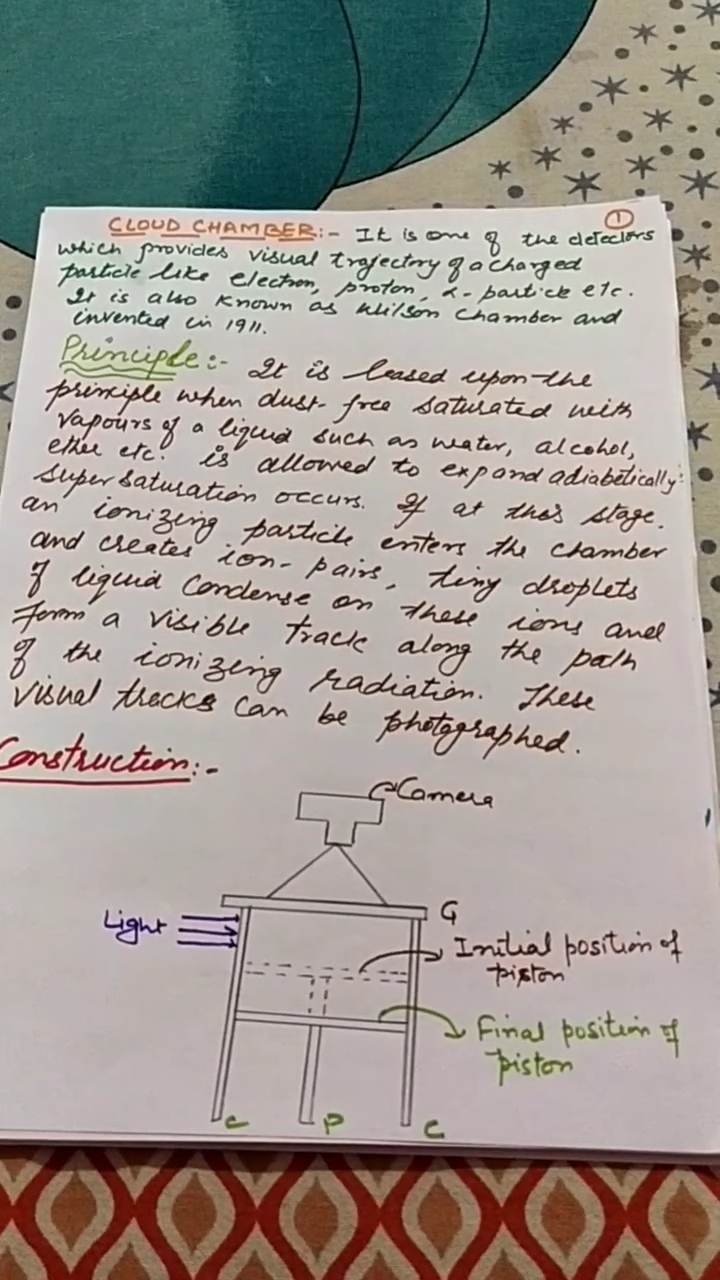 CLOUD CHAMBER:- It is one of the detectors
1
which provides visual trajectory of a charged
particle like electron, proton, α- particle etc.
It is also known as Wilson Chamber and
invented in 1911.
Principle:- It is based upon the
principle when dust-free saturated with
vapours of a liquid such as water, alcohol,
ether etc. is allowed to expand adiabetically
supersaturation occurs. If at this stage.
an ionizing particle enters the chamber
and creates ion-pairs, tiny droplets
of liquid condense on these ions and
form a visible track along the path
of the ionizing radiation. These
visual tracks can be photographed.
Construction:-
Camera
G
Light
Initial position of
piston
Final position of
piston
C P C